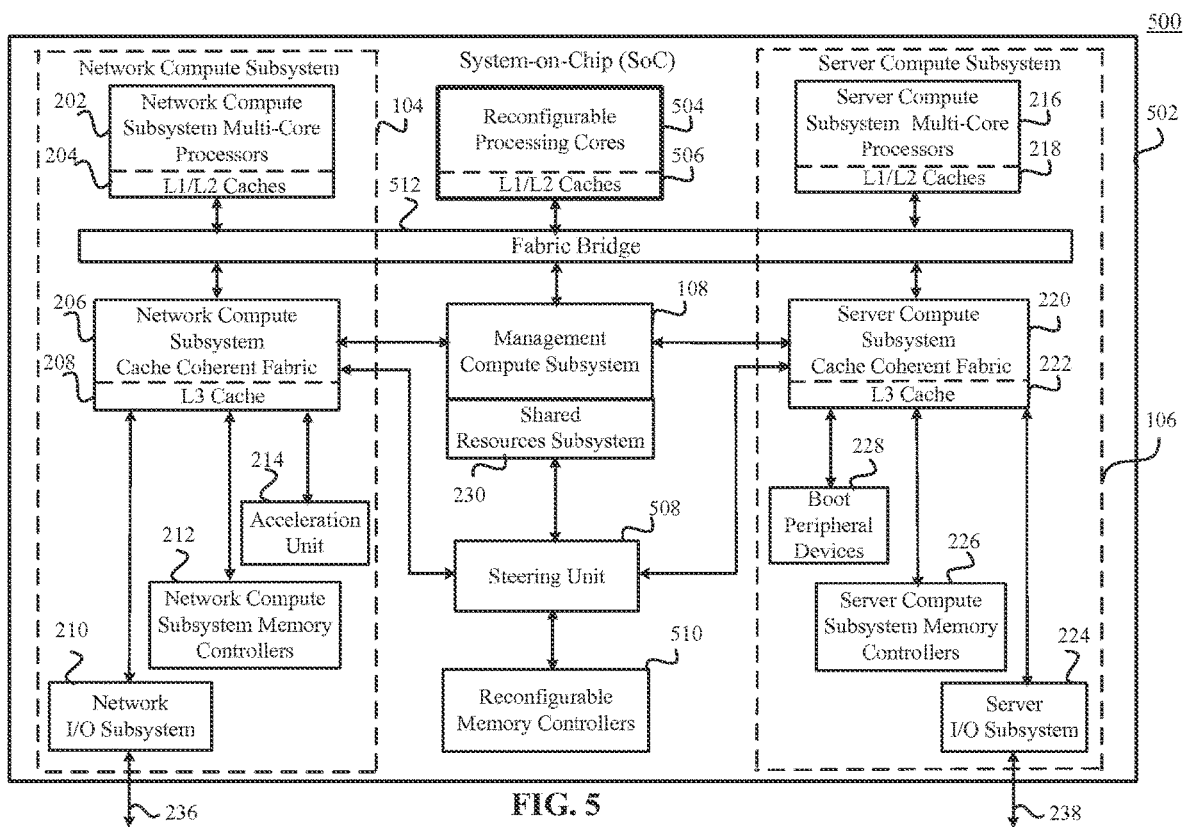 500
Network Compute Subsystem
System-on-Chip (SoC)
Server Compute Subsystem
202
Network Compute
Subsystem Multi-Core
Processors
204
L1/L2 Caches
104
Reconfigurable
Processing Cores
504
506
L1/L2 Caches
Server Compute
Subsystem Multi-Core
Processors
216
218
L1/L2 Caches
502
512
Fabric Bridge
206
Network Compute
Subsystem
Cache Coherent Fabric
208
L3 Cache
108
Management
Compute Subsystem
Shared
Resources Subsystem
230
Server Compute
Subsystem
Cache Coherent Fabric
220
222
L3 Cache
106
214
Acceleration
Unit
212
Network Compute
Subsystem Memory
Controllers
210
Network
I/O Subsystem
508
Steering Unit
510
Reconfigurable
Memory Controllers
228
Boot
Peripheral
Devices
226
Server Compute
Subsystem Memory
Controllers
224
Server
I/O Subsystem
236
FIG. 5
238